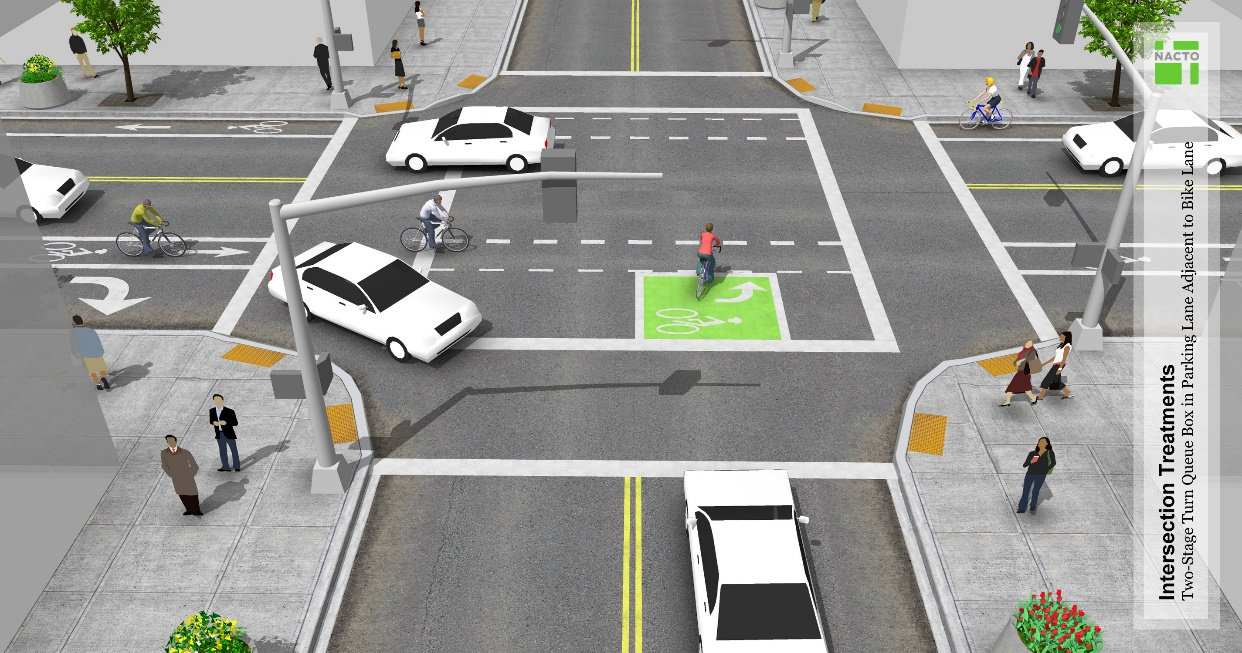 NACTO
Intersection Treatments
Two-Stage Turn Queue Box in Parking Lane Adjacent to Bike Lane